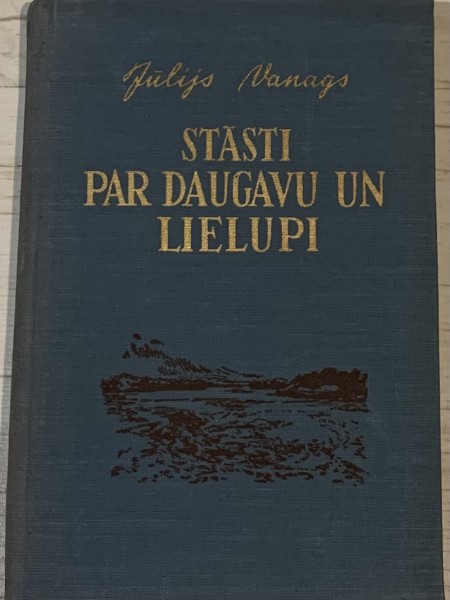 Jūlijs Vanags
STĀSTI
PAR DAUGAVU UN
LIELUPI